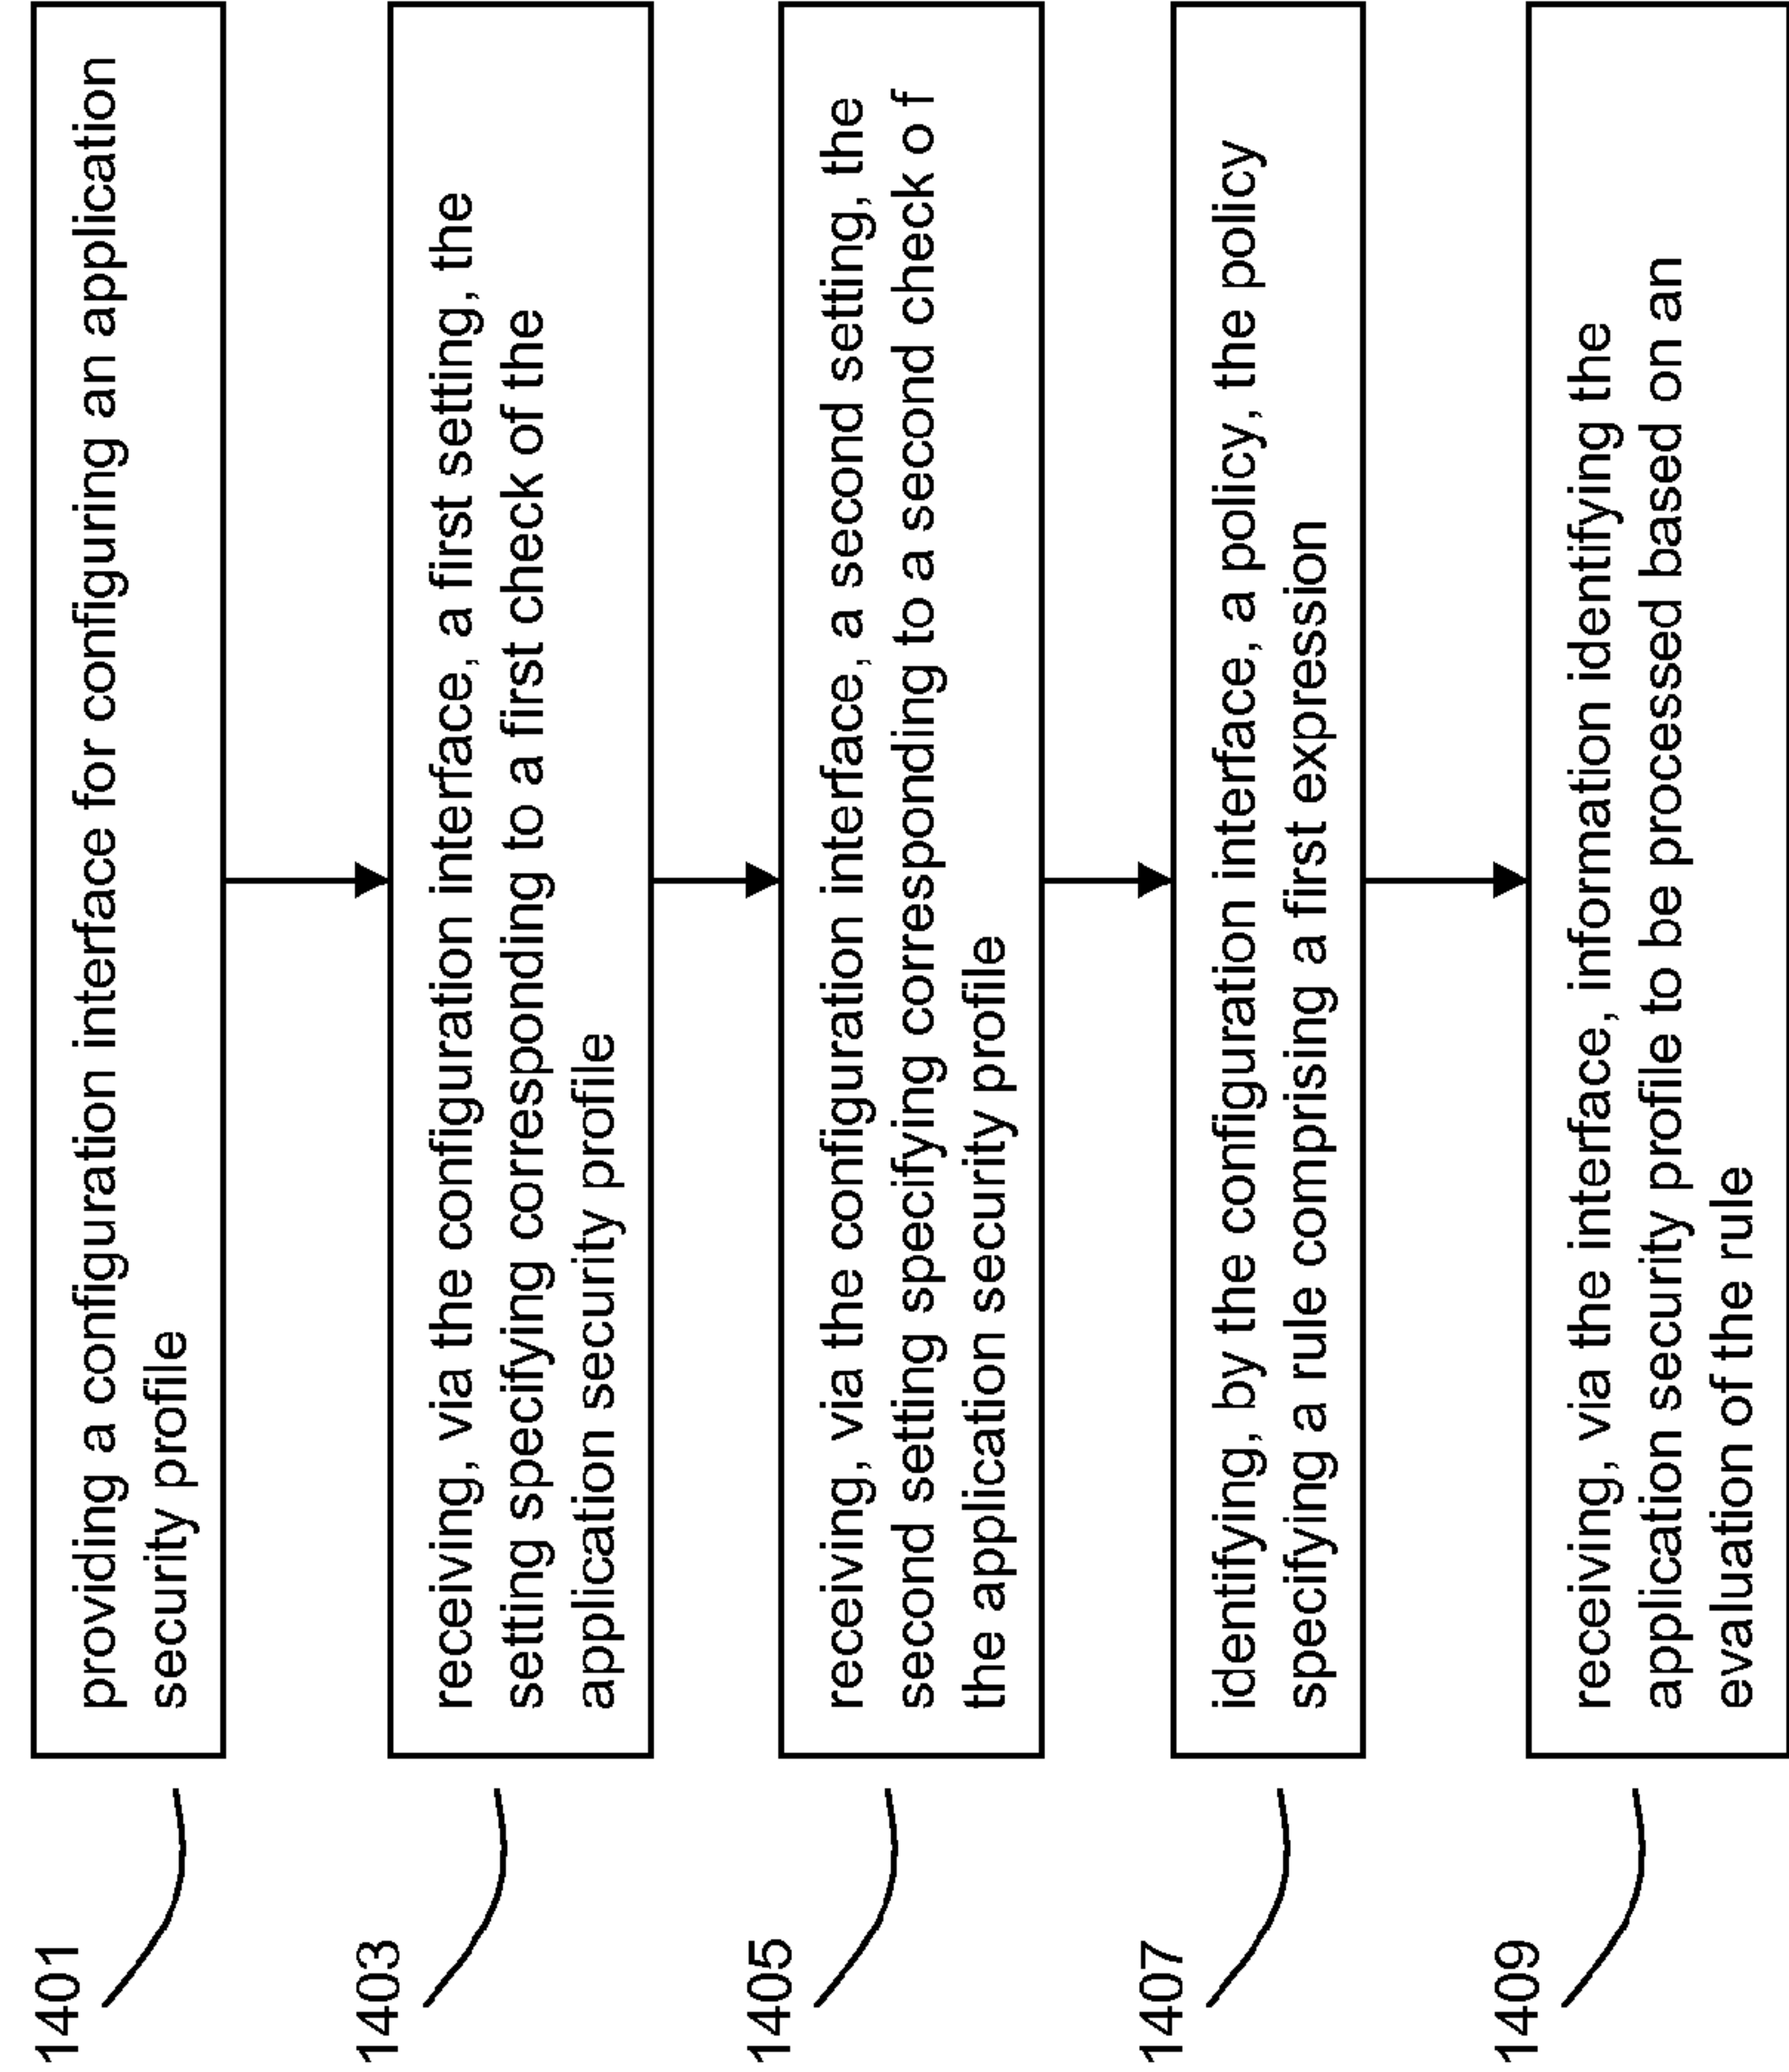 1401
providing a configuration interface for configuring an application
security profile
1403
receiving, via the configuration interface, a first setting, the
setting specifying corresponding to a first check of the
application security profile
1405
receiving, via the configuration interface, a second setting, the
second setting specifying corresponding to a second check o f
the application security profile
1407
identifying, by the configuration interface, a policy, the policy
specifying a rule comprising a first expression
1409
receiving, via the interface, information identifying the
application security profile to be processed based on an
evaluation of the rule